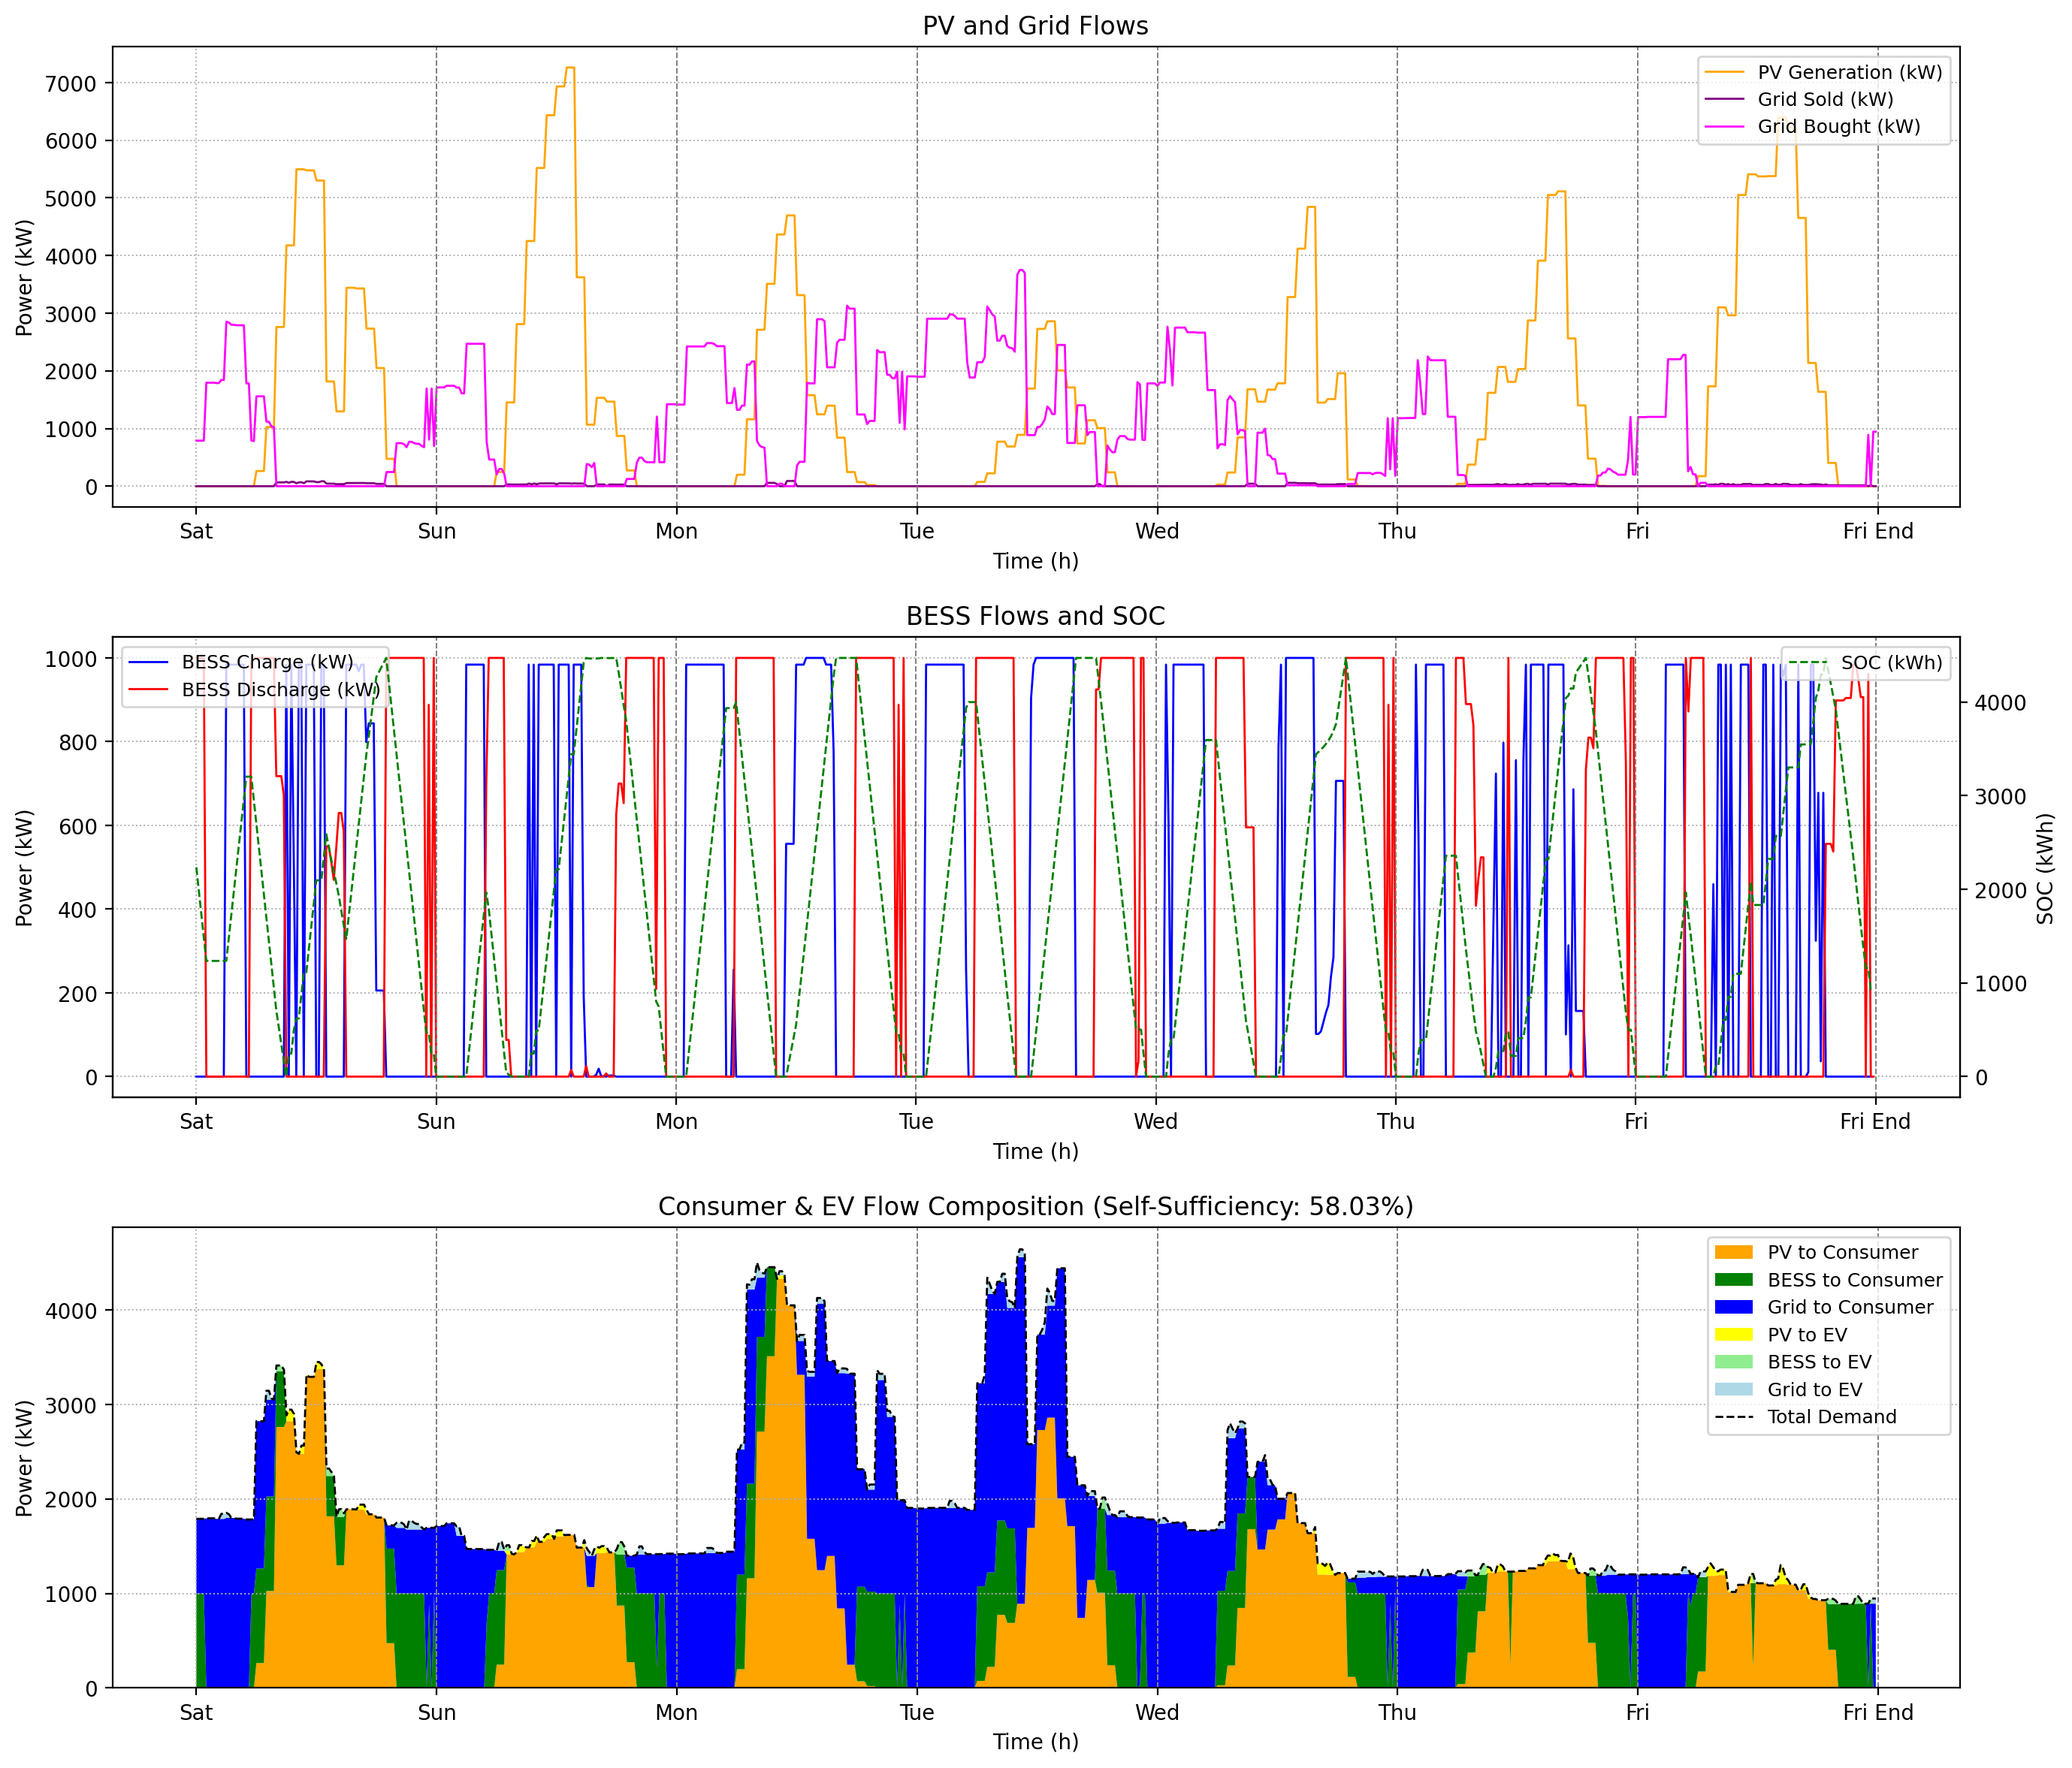 PV and Grid Flows
7000
6000
5000
4000
3000
2000
1000
0
Power (kW)
PV Generation (kW)
Grid Sold (kW)
Grid Bought (kW)
Sat Sun Mon Tue Wed Thu Fri Fri End
Time (h)
BESS Flows and SOC
1000
800
600
400
200
0
Power (kW)
BESS Charge (kW)
BESS Discharge (kW)
SOC (kWh)
4000
3000
2000
1000
0
SOC (kWh)
Sat Sun Mon Tue Wed Thu Fri Fri End
Time (h)
Consumer & EV Flow Composition (Self-Sufficiency: 58.03%)
4000
3000
2000
1000
0
Power (kW)
PV to Consumer
BESS to Consumer
Grid to Consumer
PV to EV
BESS to EV
Grid to EV
Total Demand
Sat Sun Mon Tue Wed Thu Fri Fri End
Time (h)